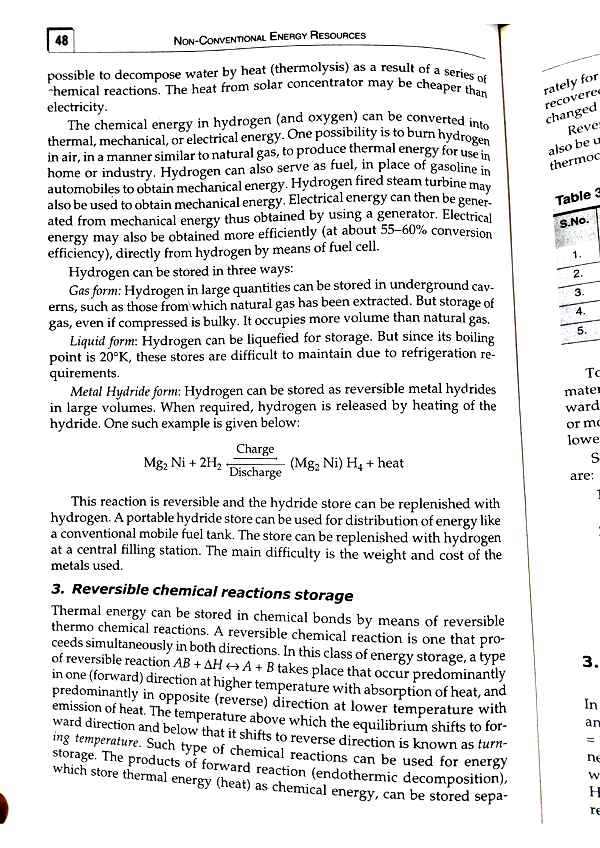 48
NON-CONVENTIONAL ENERGY RESOURCES
possible to decompose water by heat (thermolysis) as a result of a series of
chemical reactions. The heat from solar concentrator may be cheaper than
electricity.
The chemical energy in hydrogen (and oxygen) can be converted into
thermal, mechanical, or electrical energy. One possibility is to burn hydrogen
in air, in a manner similar to natural gas, to produce thermal energy for use in
home or industry. Hydrogen can also serve as fuel, in place of gasoline in
automobiles to obtain mechanical energy. Hydrogen fired steam turbine may
also be used to obtain mechanical energy. Electrical energy can then be gener-
ated from mechanical energy thus obtained by using a generator. Electrical
energy may also be obtained more efficiently (at about 55–60% conversion
efficiency), directly from hydrogen by means of fuel cell.
Hydrogen can be stored in three ways:
Gas form: Hydrogen in large quantities can be stored in underground cav-
erns, such as those from which natural gas has been extracted. But storage of
gas, even if compressed is bulky. It occupies more volume than natural gas.
Liquid form: Hydrogen can be liquefied for storage. But since its boiling
point is 20°K, these stores are difficult to maintain due to refrigeration re-
quirements.
Metal Hydride form: Hydrogen can be stored as reversible metal hydrides
in large volumes. When required, hydrogen is released by heating of the
hydride. One such example is given below:
Charge
Mg₂ Ni + 2H₂ (Mg₂ Ni) H₄ + heat
Discharge
This reaction is reversible and the hydride store can be replenished with
hydrogen. A portable hydride store can be used for distribution of energy like
a conventional mobile fuel tank. The store can be replenished with hydrogen
at a central filling station. The main difficulty is the weight and cost of the
metals used.
3. Reversible chemical reactions storage
Thermal energy can be stored in chemical bonds by means of reversible
thermo chemical reactions. A reversible chemical reaction is one that pro-
ceeds simultaneously in both directions. In this class of energy storage, a type
of reversible reaction AB + ΔH ↔ A + B takes place that occur predominantly
in one (forward) direction at higher temperature with absorption of heat, and
predominantly in opposite (reverse) direction at lower temperature with
emission of heat. The temperature above which the equilibrium shifts to for-
ward direction and below that it shifts to reverse direction is known as turn-
ing temperature. Such type of chemical reactions can be used for energy
storage. The products of forward reaction (endothermic decomposition),
which store thermal energy (heat) as chemical energy, can be stored sepa-
rately for
recovered
changed
Reve
also be u
thermoc
Table 3
S.No.
1.
2.
3.
4.
5.
To
mater
ward
or mo
lowe
S
are:
3.
In
an
=
ne
w
H
re